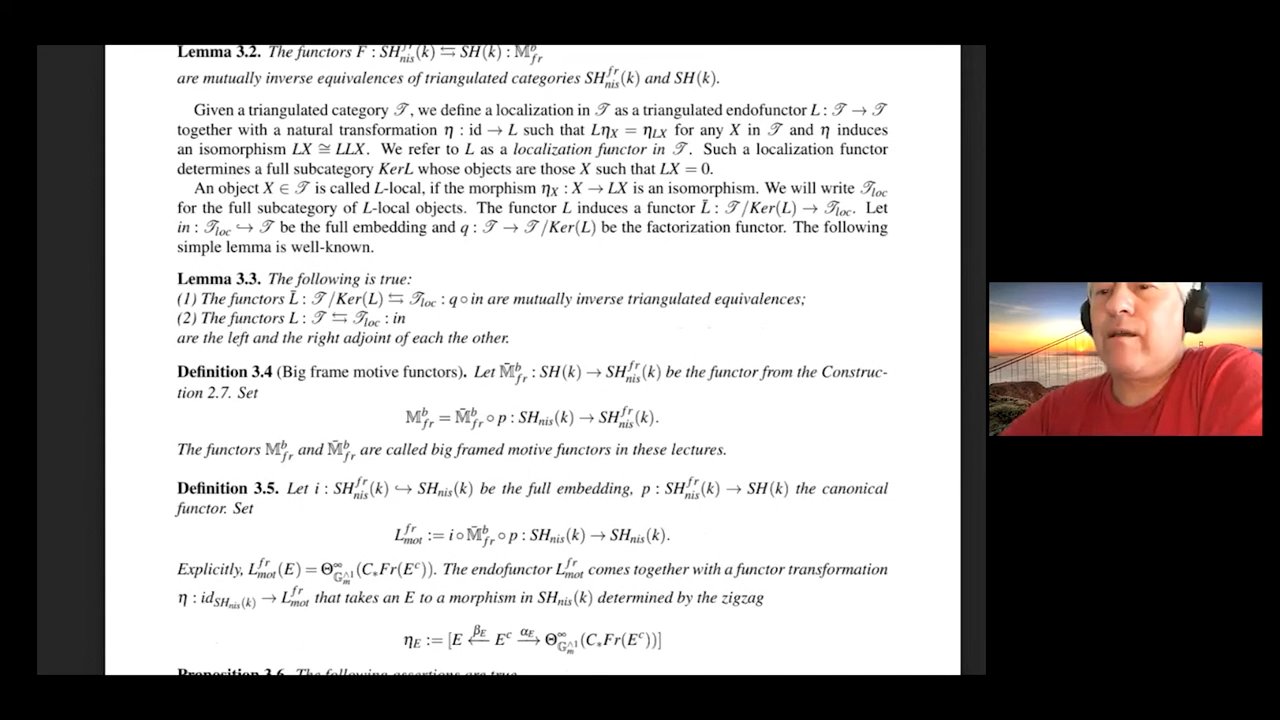 Lemma 3.2. The functors F : SH^{fr}_{nis}(k) ⇆ SH(k) : 𝕄^b_{fr}
are mutually inverse equivalences of triangulated categories SH^{fr}_{nis}(k) and SH(k).
Given a triangulated category 𝒯, we define a localization in 𝒯 as a triangulated endofunctor L : 𝒯 → 𝒯
together with a natural transformation η : id → L such that Lη_X = η_{LX} for any X in 𝒯 and η induces
an isomorphism LX ≅ LLX. We refer to L as a localization functor in 𝒯. Such a localization functor
determines a full subcategory KerL whose objects are those X such that LX = 0.
An object X ∈ 𝒯 is called L-local, if the morphism η_X : X → LX is an isomorphism. We will write 𝒯_{loc}
for the full subcategory of L-local objects. The functor L induces a functor L̄ : 𝒯/Ker(L) → 𝒯_{loc}. Let
in : 𝒯_{loc} ↪ 𝒯 be the full embedding and q : 𝒯 → 𝒯/Ker(L) be the factorization functor. The following
simple lemma is well-known.
Lemma 3.3. The following is true:
(1) The functors L̄ : 𝒯/Ker(L) ⇆ 𝒯_{loc} : q ∘ in are mutually inverse triangulated equivalences;
(2) The functors L : 𝒯 ⇆ 𝒯_{loc} : in
are the left and the right adjoint of each the other.
Definition 3.4 (Big frame motive functors). Let 𝕄̄^b_{fr} : SH(k) → SH^{fr}_{nis}(k) be the functor from the Construc-
tion 2.7. Set
𝕄^b_{fr} = 𝕄̄^b_{fr} ∘ p : SH_{nis}(k) → SH^{fr}_{nis}(k).
The functors 𝕄^b_{fr} and 𝕄̄^b_{fr} are called big framed motive functors in these lectures.
Definition 3.5. Let i : SH^{fr}_{nis}(k) ↪ SH_{nis}(k) be the full embedding, p : SH^{fr}_{nis}(k) → SH(k) the canonical
functor. Set
L^{fr}_{mot} := i ∘ 𝕄̄^b_{fr} ∘ p : SH_{nis}(k) → SH_{nis}(k).
Explicitly, L^{fr}_{mot}(E) = Θ^∞_{𝔾_m^{∧1}}(C_*Fr(E^c)). The endofunctor L^{fr}_{mot} comes together with a functor transformation
η : id_{SH_{nis}(k)} → L^{fr}_{mot} that takes an E to a morphism in SH_{nis}(k) determined by the zigzag
η_E := [E ←^{β_E} E^c →^{α_E} Θ^∞_{𝔾_m^{∧1}}(C_*Fr(E^c))]
Proposition 3.6. The following assertions are true